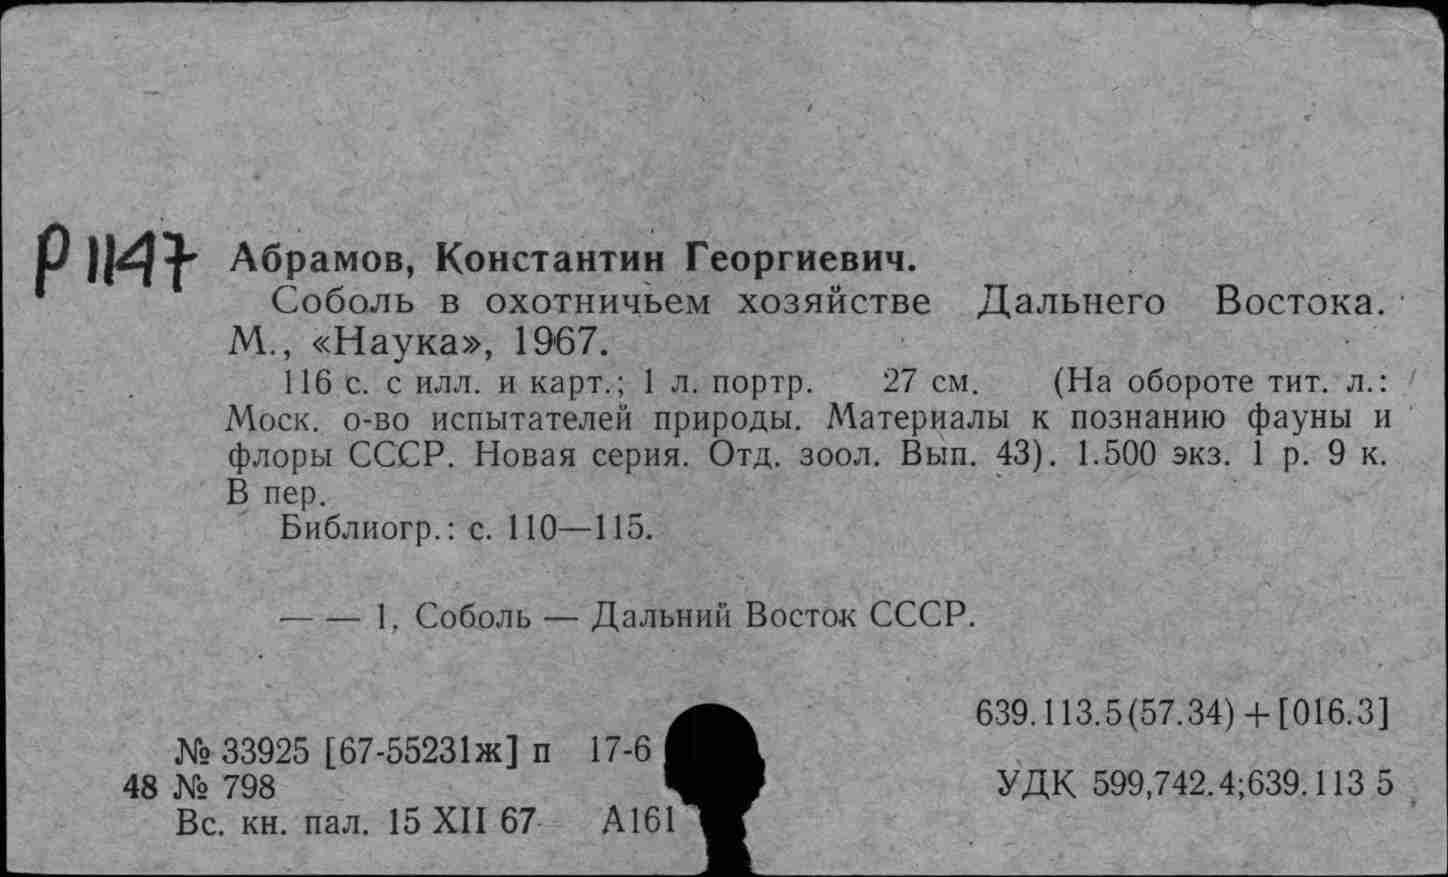 Р1147 Абрамов, Константин Георгиевич.
Соболь в охотничьем хозяйстве Дальнего Востока.
М., «Наука», 1967.
116 с. с илл. и карт.; 1 л. портр. 27 см. (На обороте тит. л.:
Моск. о-во испытателей природы. Материалы к познанию фауны и
флоры СССР. Новая серия. Отд. зоол. Вып. 43). 1.500 экз. 1 р. 9 к.
В пер.
Библиогр.: с. 110—115.
— — 1. Соболь — Дальний Восток СССР.
639.113.5(57.34) + [016.3]
№ 33925 [67-55231ж] п 17-6
48 № 798
УДК 599,742.4;639.113 5
Вс. кн. пал. 15 XII 67 А161